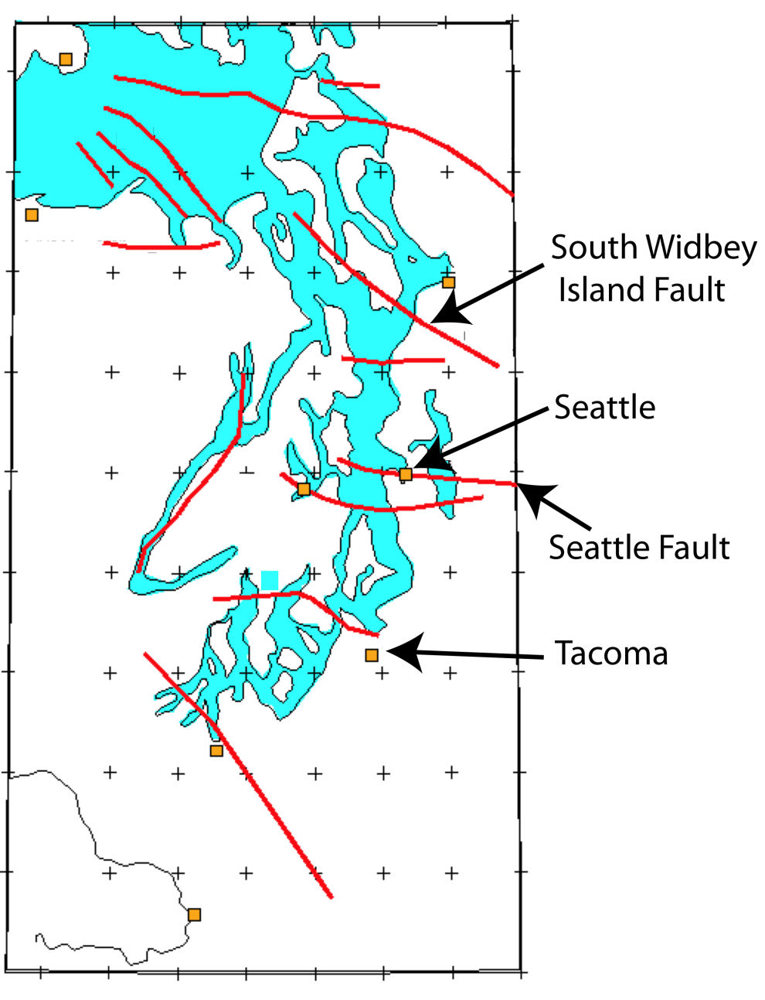 South Widbey
Island Fault
Seattle
Seattle Fault
Tacoma